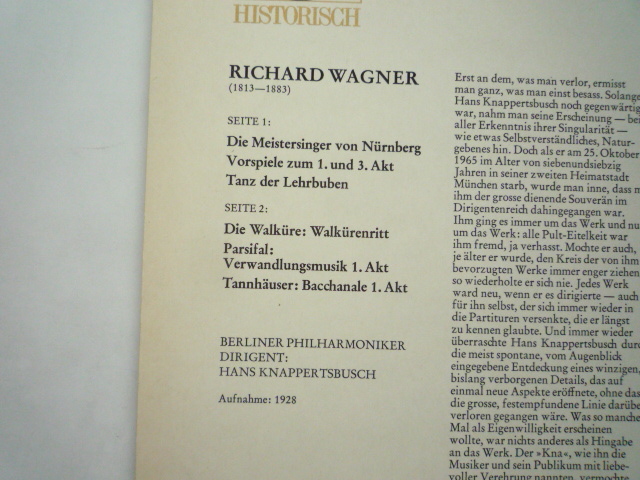 HISTORISCH
RICHARD WAGNER
(1813—1883)
SEITE 1:
Die Meistersinger von Nürnberg
Vorspiele zum 1. und 3. Akt
Tanz der Lehrbuben
SEITE 2:
Die Walküre: Walkürenritt
Parsifal:
Verwandlungsmusik 1. Akt
Tannhäuser: Bacchanale 1. Akt
BERLINER PHILHARMONIKER
DIRIGENT:
HANS KNAPPERTSBUSCH
Aufnahme: 1928
Erst an dem, was man verlor, ermisst
man ganz, was man einst besass. Solange
Hans Knappertsbusch noch gegenwärtig
war, nahm man seine Erscheinung — bei
aller Erkenntnis ihrer Singularität —
wie etwas Selbstverständliches, Natur-
gebenes hin. Doch als er am 25. Oktober
1965 im Alter von siebenundsiebzig
Jahren in seiner zweiten Heimatstadt
München starb, wurde man inne, dass
ihm der grosse dienende Souverän im
Dirigentenreich dahingegangen war.
Ihm ging es immer um das Werk und nu
um das Werk: alle Pult-Eitelkeit war
ihm fremd, ja verhasst. Mochte er auch,
je älter er wurde, den Kreis der von ihm
bevorzugten Werke immer enger ziehen
so wiederholte er sich nie. Jedes Werk
ward neu, wenn er es dirigierte — auch
für ihn selbst, der sich immer wieder in
die Partituren versenkte, die er längst
zu kennen glaubte. Und immer wieder
überraschte Hans Knappertsbusch durc
die meist spontane, vom Augenblick
eingegebene Entdeckung eines winzigen,
bislang verborgenen Details, das auf
einmal neue Aspekte eröffnete, ohne das
die grosse, festempfundene Linie darübe
verloren gegangen wäre. Was so manche
Mal als Eigenwilligkeit erscheinen
wollte, war nichts anderes als Hingabe
an das Werk. Der »Kna«, wie ihn die
Musiker und sein Publikum mit liebe-
voller Verehrung nannten, vermochte